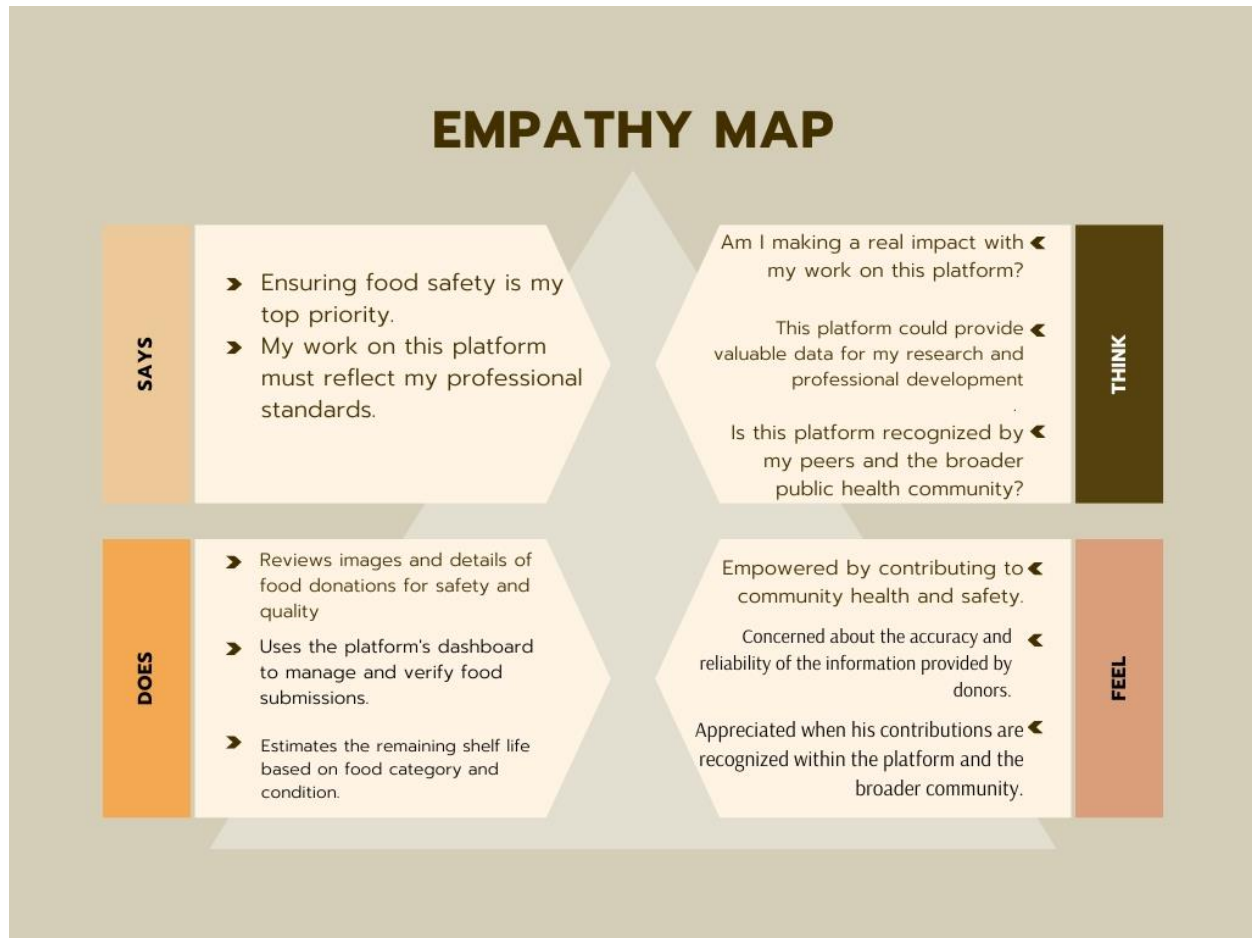 EMPATHY MAP
SAYS
Ensuring food safety is my
top priority.
My work on this platform
must reflect my professional
standards.
Am I making a real impact with
my work on this platform?
This platform could provide
valuable data for my research and
professional development
.
Is this platform recognized by
my peers and the broader
public health community?
THINK
DOES
Reviews images and details of
food donations for safety and
quality
Uses the platform's dashboard
to manage and verify food
submissions.
Estimates the remaining shelf life
based on food category and
condition.
Empowered by contributing to
community health and safety.
Concerned about the accuracy and
reliability of the information provided by
donors.
Appreciated when his contributions are
recognized within the platform and the
broader community.
FEEL